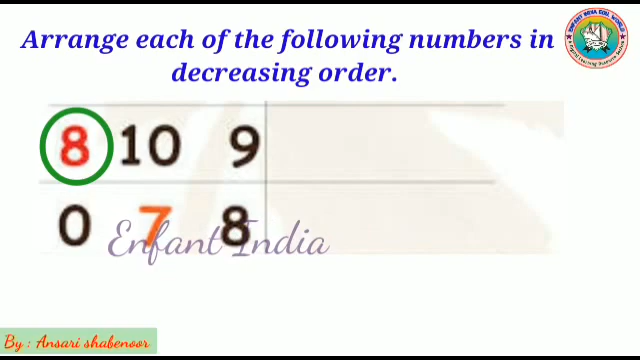 Arrange each of the following numbers in
decreasing order.
8 10 9
0 7 8
Enfant India
By : Ansari shabenoor